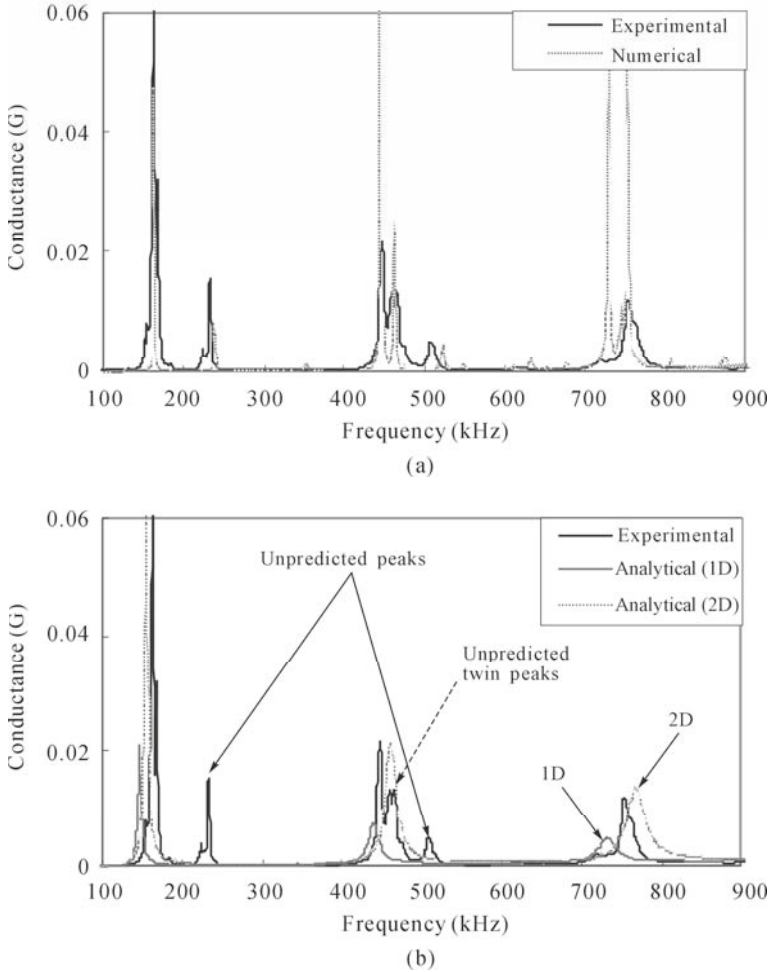 0.06
Experimental
Numerical
0.04
0.02
0
Conductance (G)
100 200 300 400 500 600 700 800 900
Frequency (kHz)
(a)
0.06
Experimental
Analytical (1D)
Analytical (2D)
Unpredicted peaks
Unpredicted
twin peaks
0.04
0.02
0
2D
1D
Conductance (G)
100 200 300 400 500 600 700 800 900
Frequency (kHz)
(b)